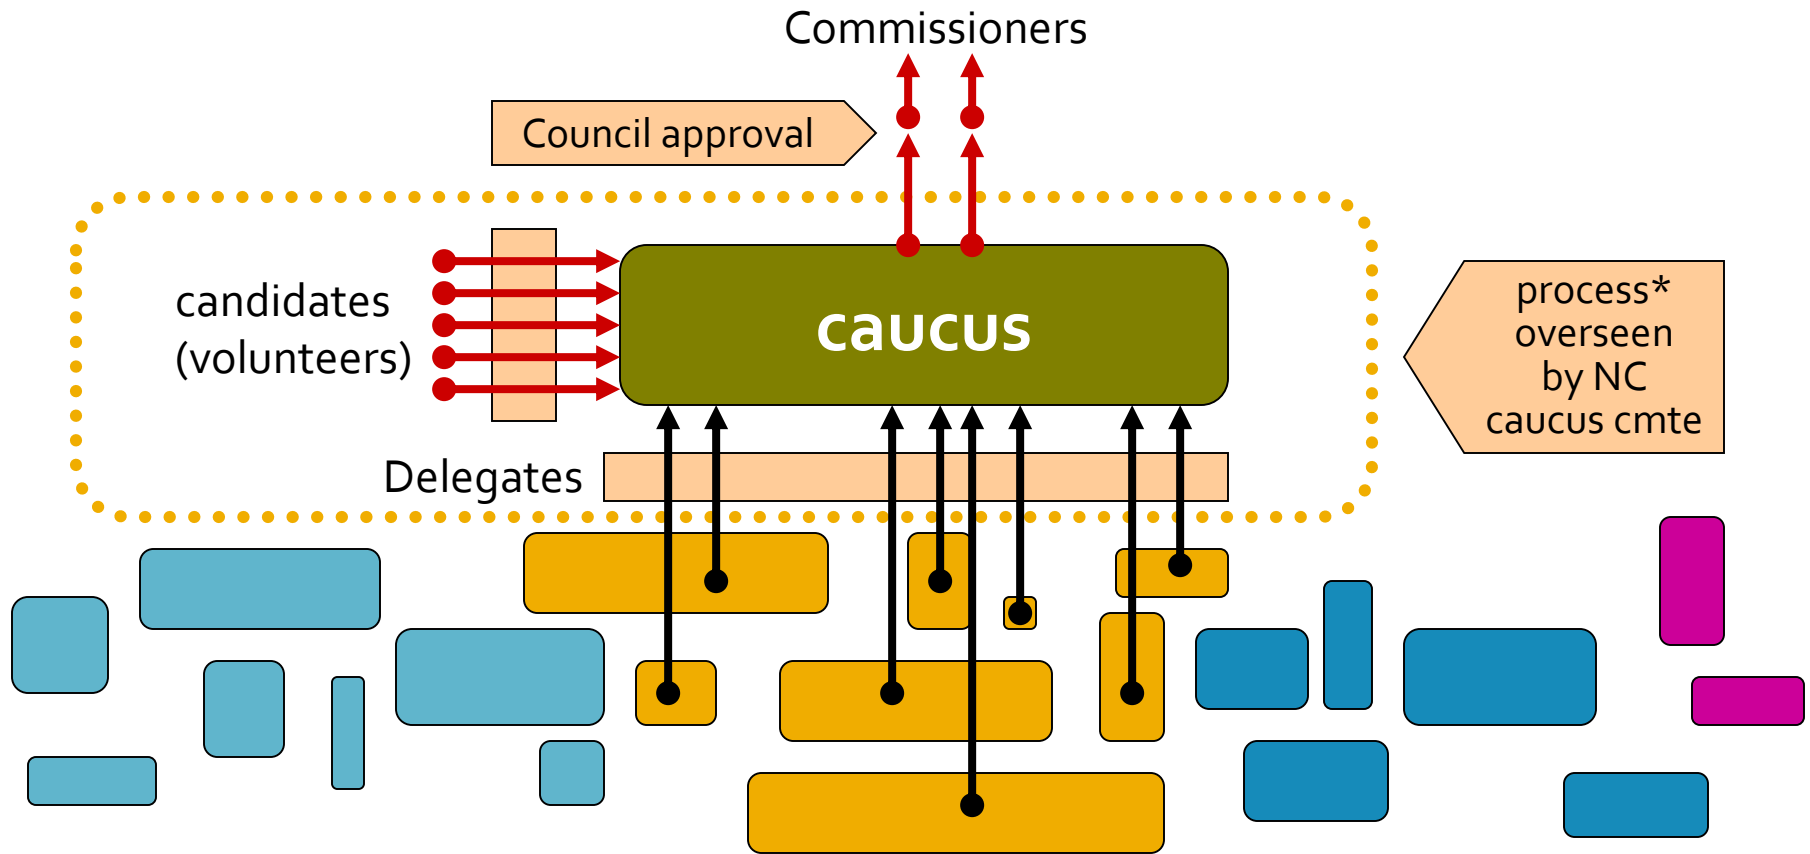 Commissioners
Council approval
candidates
(volunteers)
caucus
process*
overseen
by NC
caucus cmte
Delegates